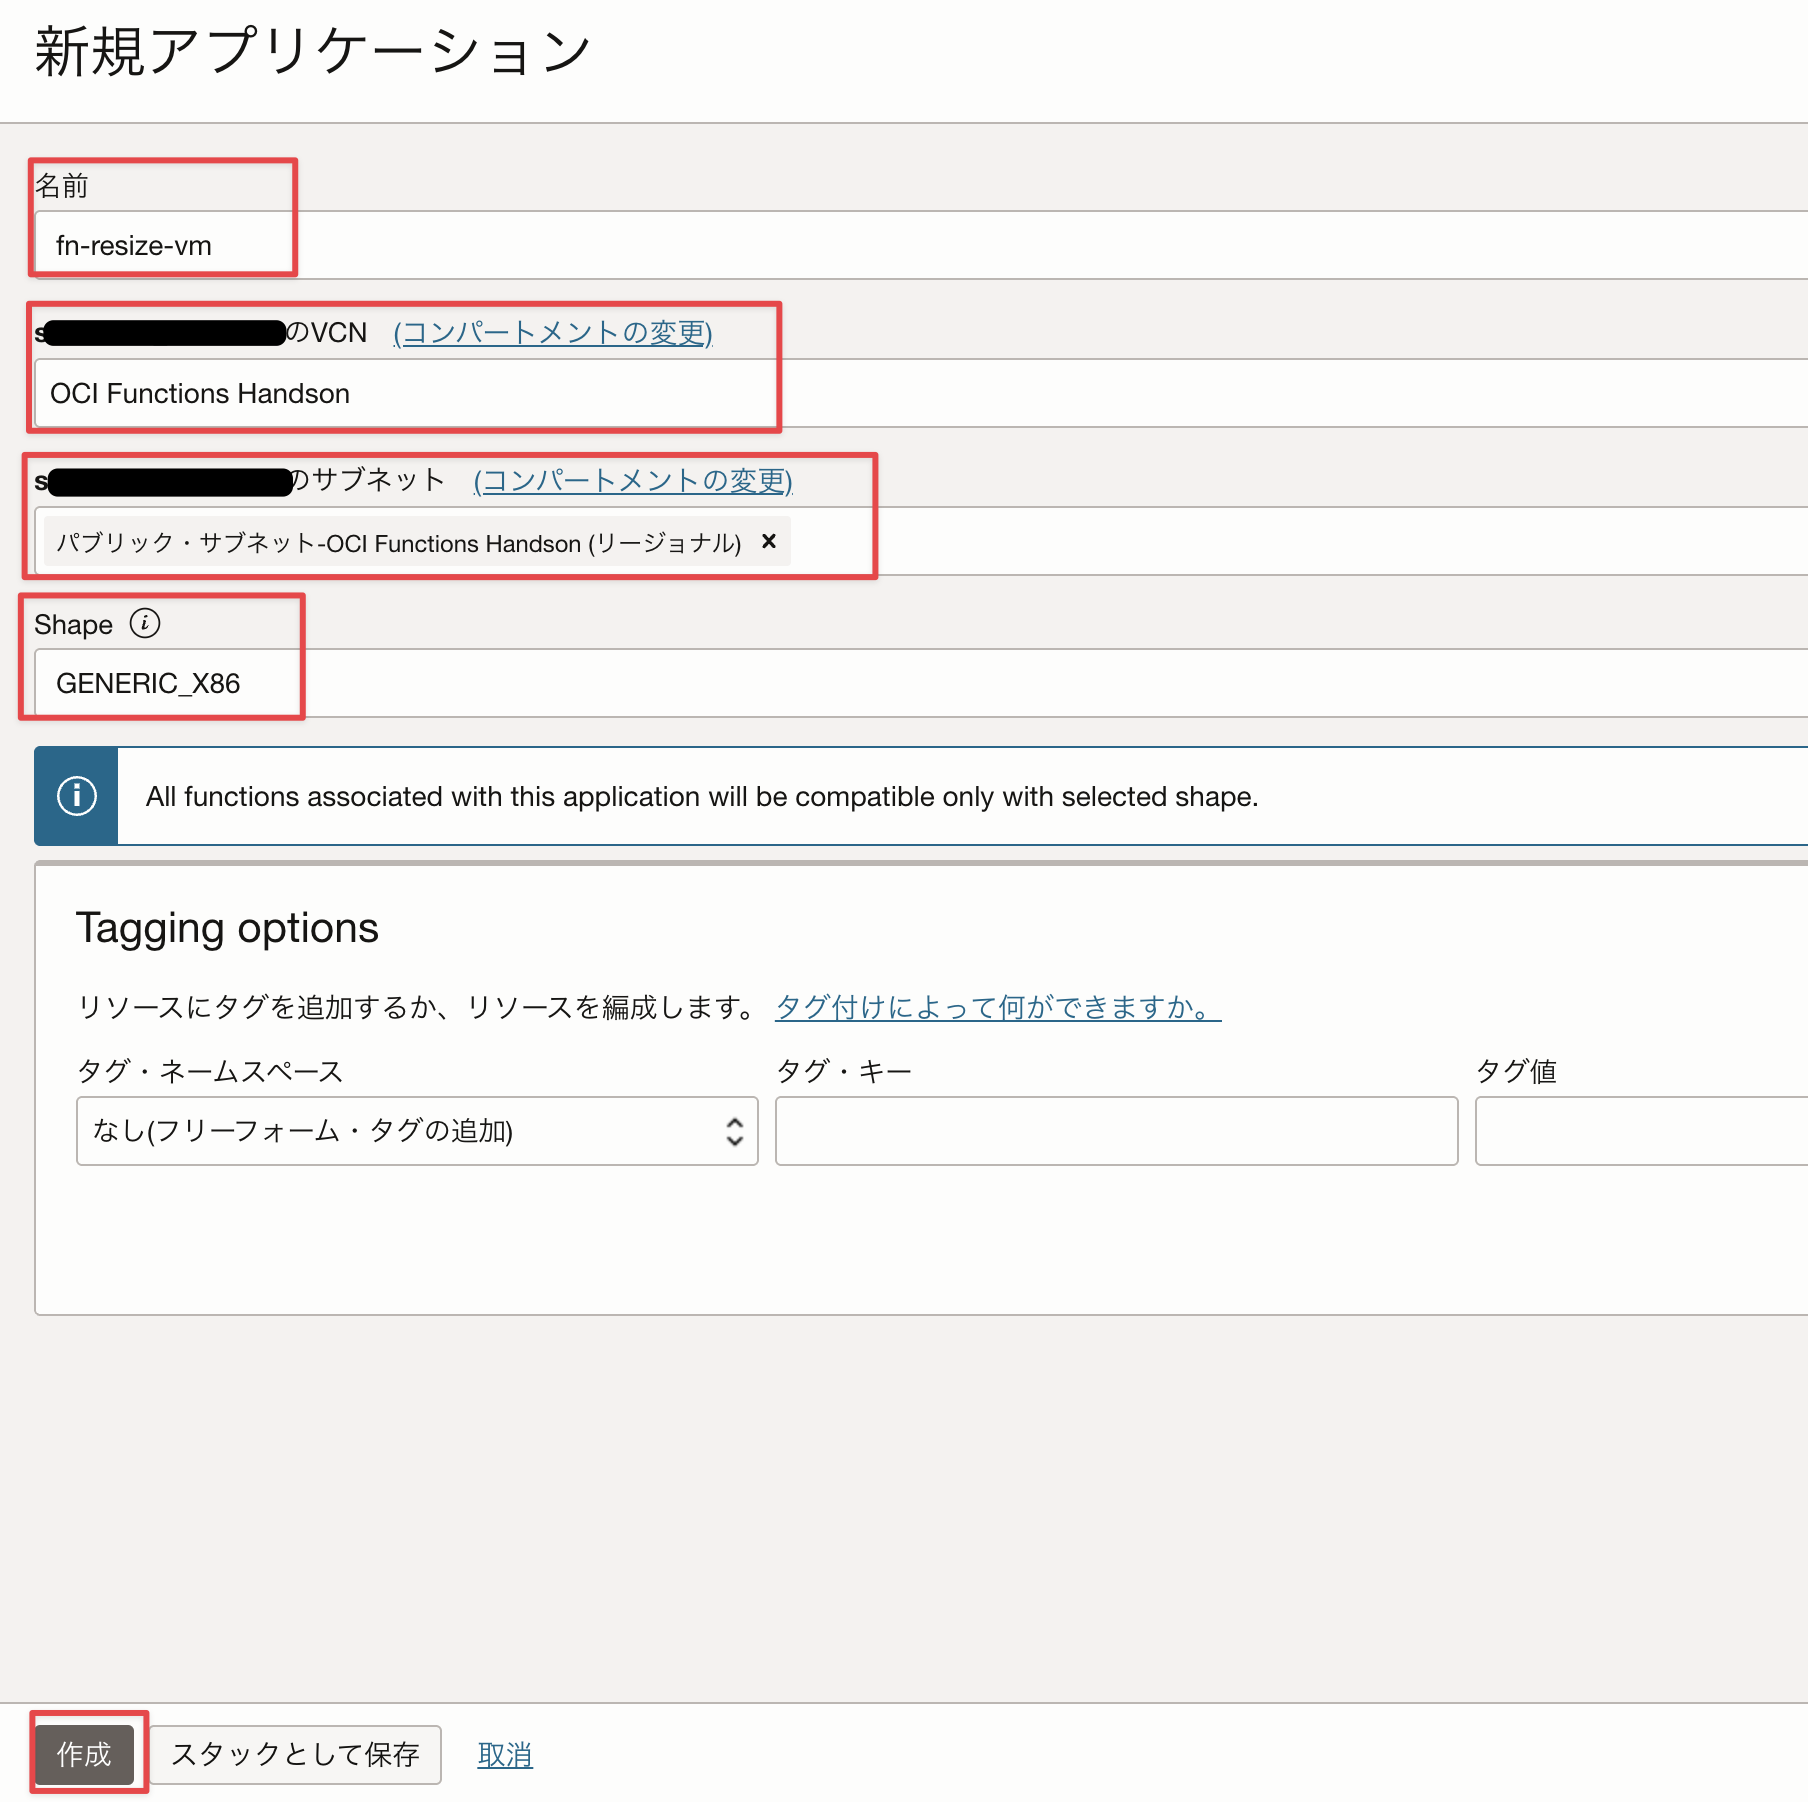 新規アプリケーション
名前
fn-resize-vm
s のVCN (コンパートメントの変更)
OCI Functions Handson
s のサブネット (コンパートメントの変更)
パブリック・サブネット-OCI Functions Handson (リージョナル) ×
Shape i
GENERIC_X86
All functions associated with this application will be compatible only with selected shape.
Tagging options
リソースにタグを追加するか、リソースを編成します。 タグ付けによって何ができますか。
タグ・ネームスペース タグ・キー タグ値
なし(フリーフォーム・タグの追加)
作成 スタックとして保存 取消